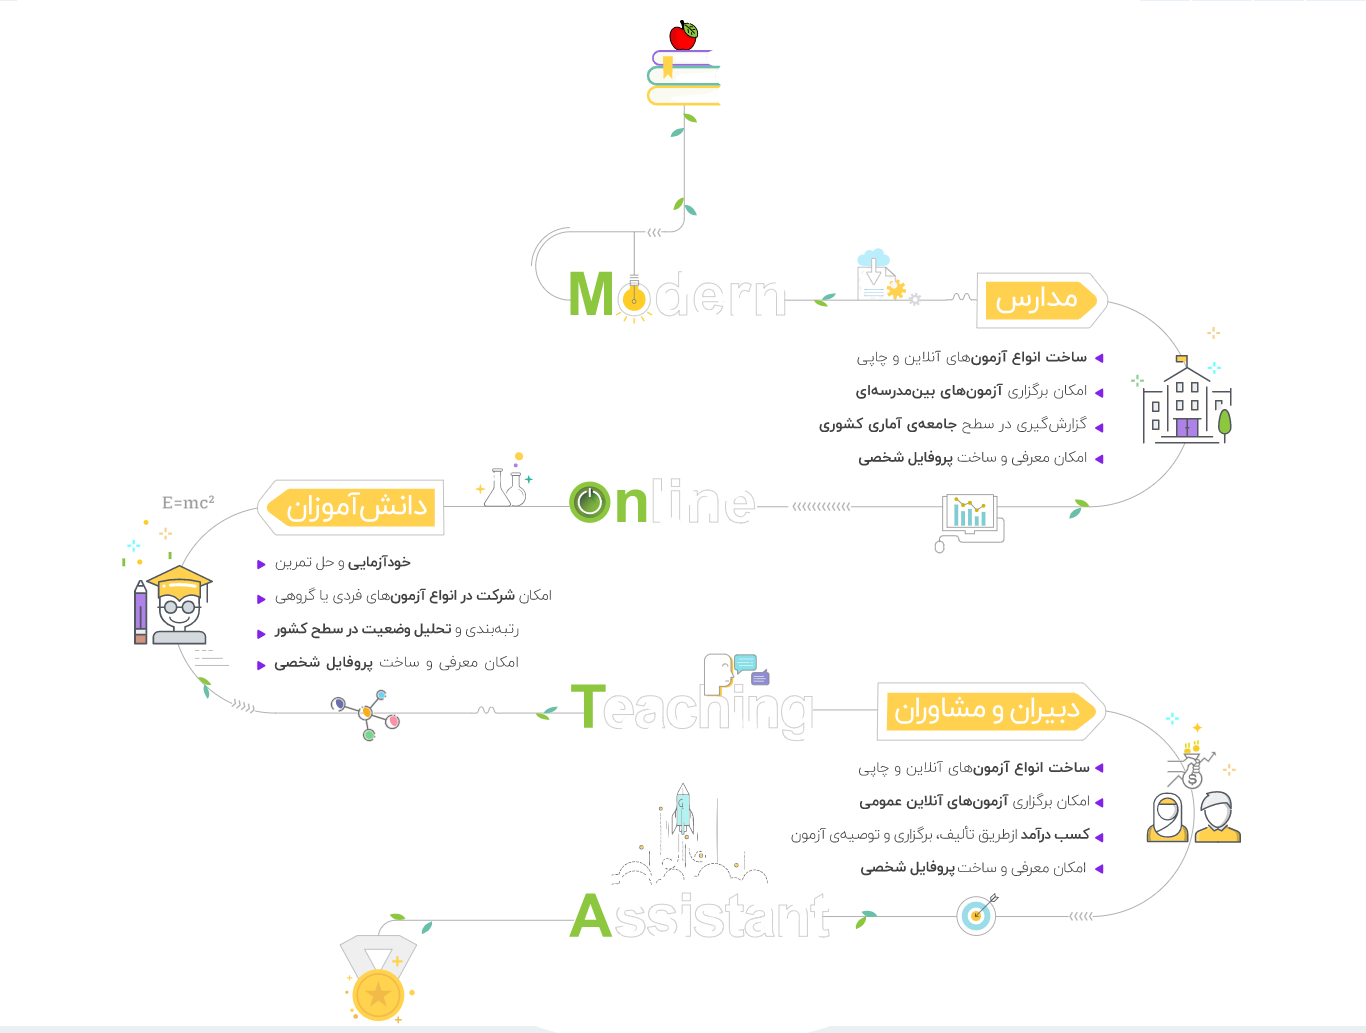 Modern
مدارس
ساخت انواع آزمون‌های آنلاین و چاپی
امکان برگزاری آزمون‌های بین‌مدرسه‌ای
گزارش‌گیری در سطح جامعه‌ی آماری کشوری
امکان معرفی و ساخت پروفایل شخصی
Online
دانش‌آموزان
E=mc²
خودآزمایی و حل تمرین
امکان شرکت در انواع آزمون‌های فردی یا گروهی
رتبه‌بندی و تحلیل وضعیت در سطح کشور
امکان معرفی و ساخت پروفایل شخصی
Teaching
دبیران و مشاوران
ساخت انواع آزمون‌های آنلاین و چاپی
امکان برگزاری آزمون‌های آنلاین عمومی
کسب درآمد ازطریق تألیف، برگزاری و توصیه‌ی آزمون
امکان معرفی و ساخت پروفایل شخصی
$
Assistant